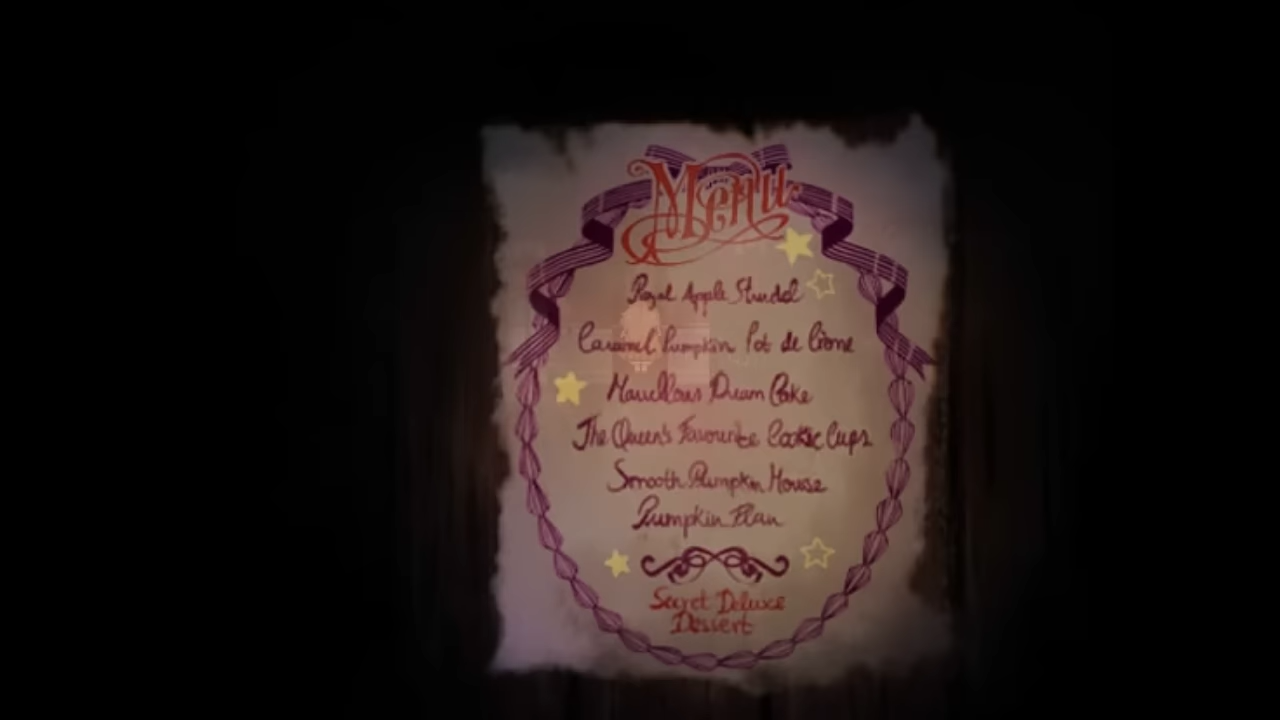 Menu
Royal Apple Strudel
Caramel Pumpkin Pot de Crème
Marvellous Dream Cake
The Queen's Favourite Cookie Cups
Smooth Pumpkin Mousse
Pumpkin Flan
Secret Deluxe
Dessert